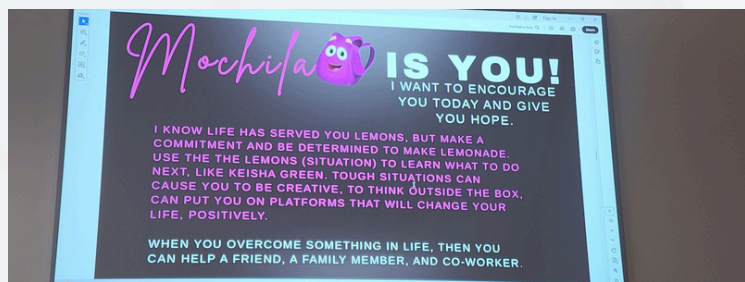 Sign in
Share
Mochila IS YOU!
I WANT TO ENCOURAGE
YOU TODAY AND GIVE
YOU HOPE.
I KNOW LIFE HAS SERVED YOU LEMONS, BUT MAKE A
COMMITMENT AND BE DETERMINED TO MAKE LEMONADE.
USE THE THE LEMONS (SITUATION) TO LEARN WHAT TO DO
NEXT, LIKE KEISHA GREEN. TOUGH SITUATIONS CAN
CAUSE YOU TO BE CREATIVE, TO THINK OUTSIDE THE BOX,
CAN PUT YOU ON PLATFORMS THAT WILL CHANGE YOUR
LIFE, POSITIVELY.
WHEN YOU OVERCOME SOMETHING IN LIFE, THEN YOU
CAN HELP A FRIEND, A FAMILY MEMBER, AND CO-WORKER.